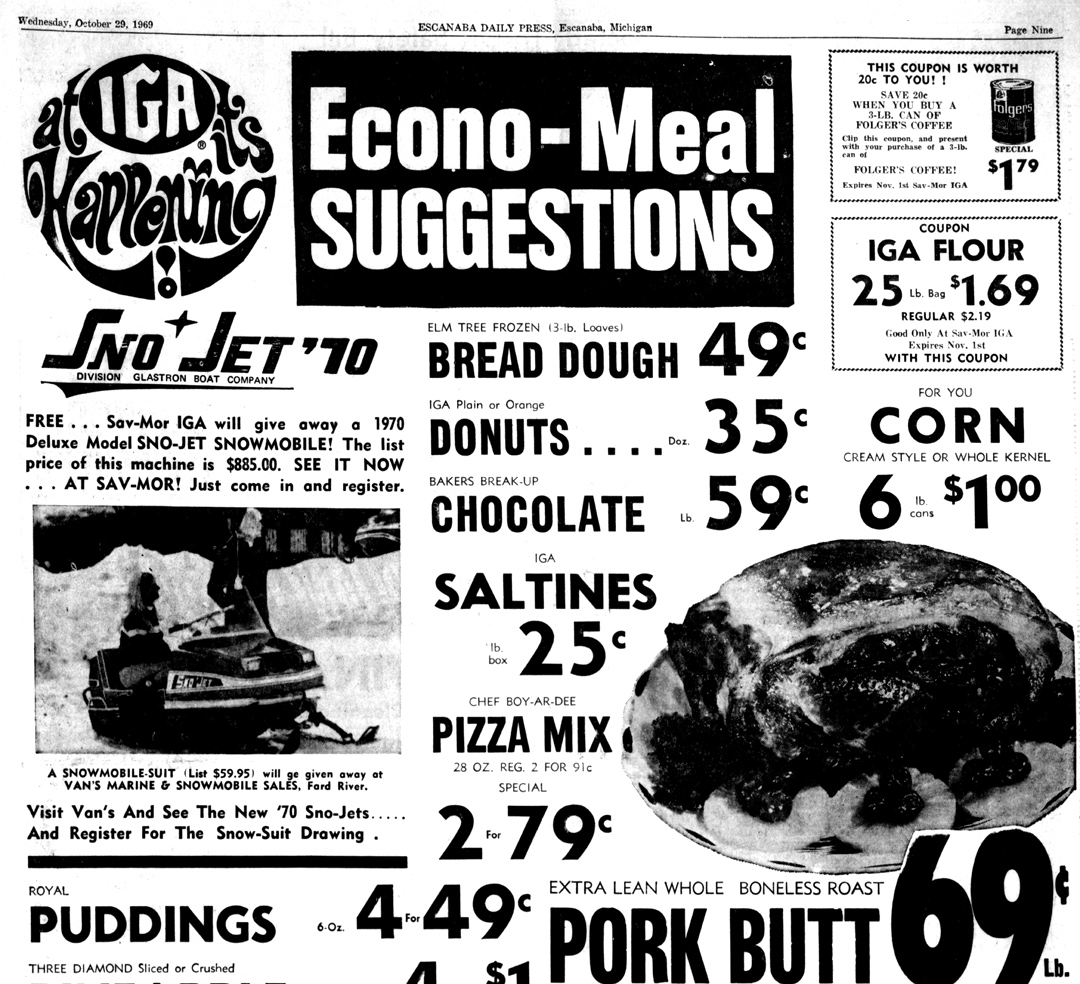 Wednesday, October 29, 1969
ESCANABA DAILY PRESS, Escanaba, Michigan
Page Nine
at IGA® it's
Happening!
Econo-Meal
SUGGESTIONS
THIS COUPON IS WORTH
20c TO YOU! !
SAVE 20c
WHEN YOU BUY A
3-LB. CAN OF
FOLGER'S COFFEE
Clip this coupon, and present
with your purchase of a 3-lb.
can of
FOLGER'S COFFEE!
Expires Nov. 1st Sav-Mor IGA
Folgers
SPECIAL
$1 79
COUPON
IGA FLOUR
25 Lb. Bag $1.69
REGULAR $2.19
Good Only At Sav-Mor IGA
Expires Nov. 1st
WITH THIS COUPON
SNO JET '70
DIVISION GLASTRON BOAT COMPANY
FREE . . . Sav-Mor IGA will give away a 1970
Deluxe Model SNO-JET SNOWMOBILE! The list
price of this machine is $885.00. SEE IT NOW
. . . AT SAV-MOR! Just come in and register.
SNO JET
A SNOWMOBILE-SUIT (List $59.95) will ge given away at
VAN'S MARINE & SNOWMOBILE SALES, Ford River.
Visit Van's And See The New '70 Sno-Jets.....
And Register For The Snow-Suit Drawing .
ELM TREE FROZEN (3-lb. Loaves)
BREAD DOUGH 49c
IGA Plain or Orange
DONUTS . . . . Doz. 35c
BAKERS BREAK-UP
CHOCOLATE Lb. 59c
IGA
SALTINES
lb.
box 25c
CHEF BOY-AR-DEE
PIZZA MIX
28 OZ. REG. 2 FOR 91c
SPECIAL
2 For 79c
FOR YOU
CORN
CREAM STYLE OR WHOLE KERNEL
6 lb. cans $1 00
ROYAL
PUDDINGS 6-Oz. 4 For 49c
THREE DIAMOND Sliced or Crushed
PINEAPPLE 4 $1
EXTRA LEAN WHOLE BONELESS ROAST
PORK BUTT 69¢ Lb.